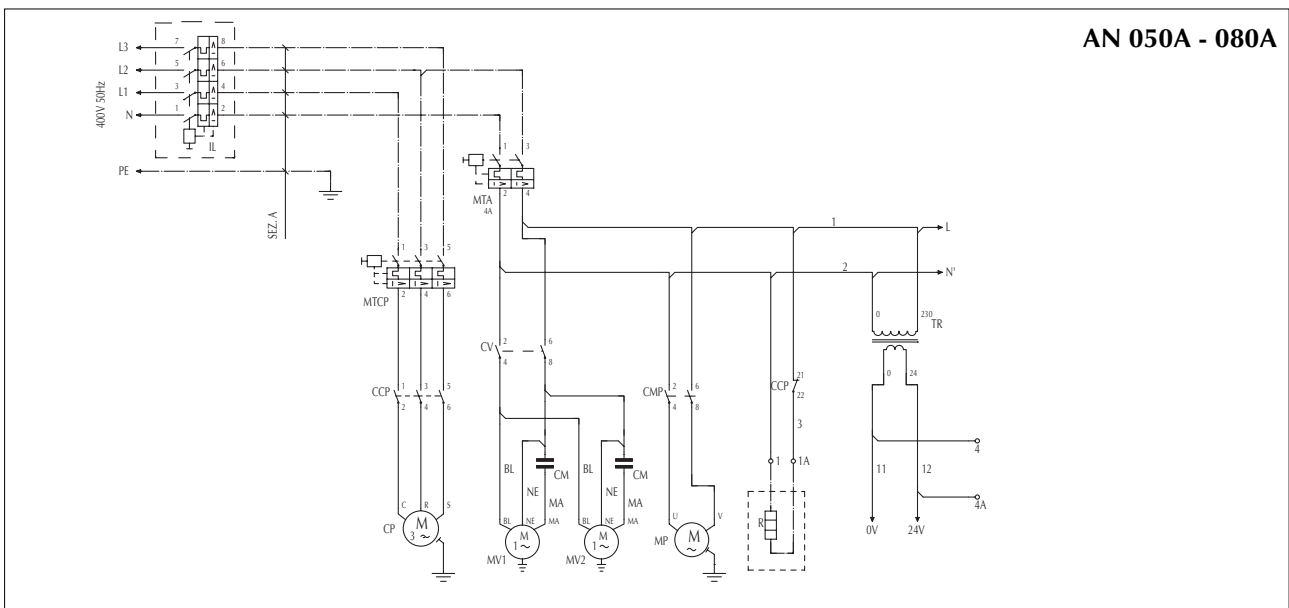 AN 050A - 080A
L3 7 8
L2 5 6
L1 3 4
N 1 2
400V 50Hz
IL
PE
SEZ. A
1 3
2 4
MTA
4A
1
L
2
N'
1 3 5
2 4 6
MTCP
0 230
TR
0 24
CV 2 6
4 8
CCP 1 3 5
2 4 6
CMP 2 6
4 8
CCP 21
22
3
1 1A
4
11 12
4A
0V 24V
BL CM BL CM
NE NE
MA MA
C R S
CP M
3 ~
BL NE MA
M
1 ~
MV1
BL NE MA
M
1 ~
MV2
U V
MP M
~
R